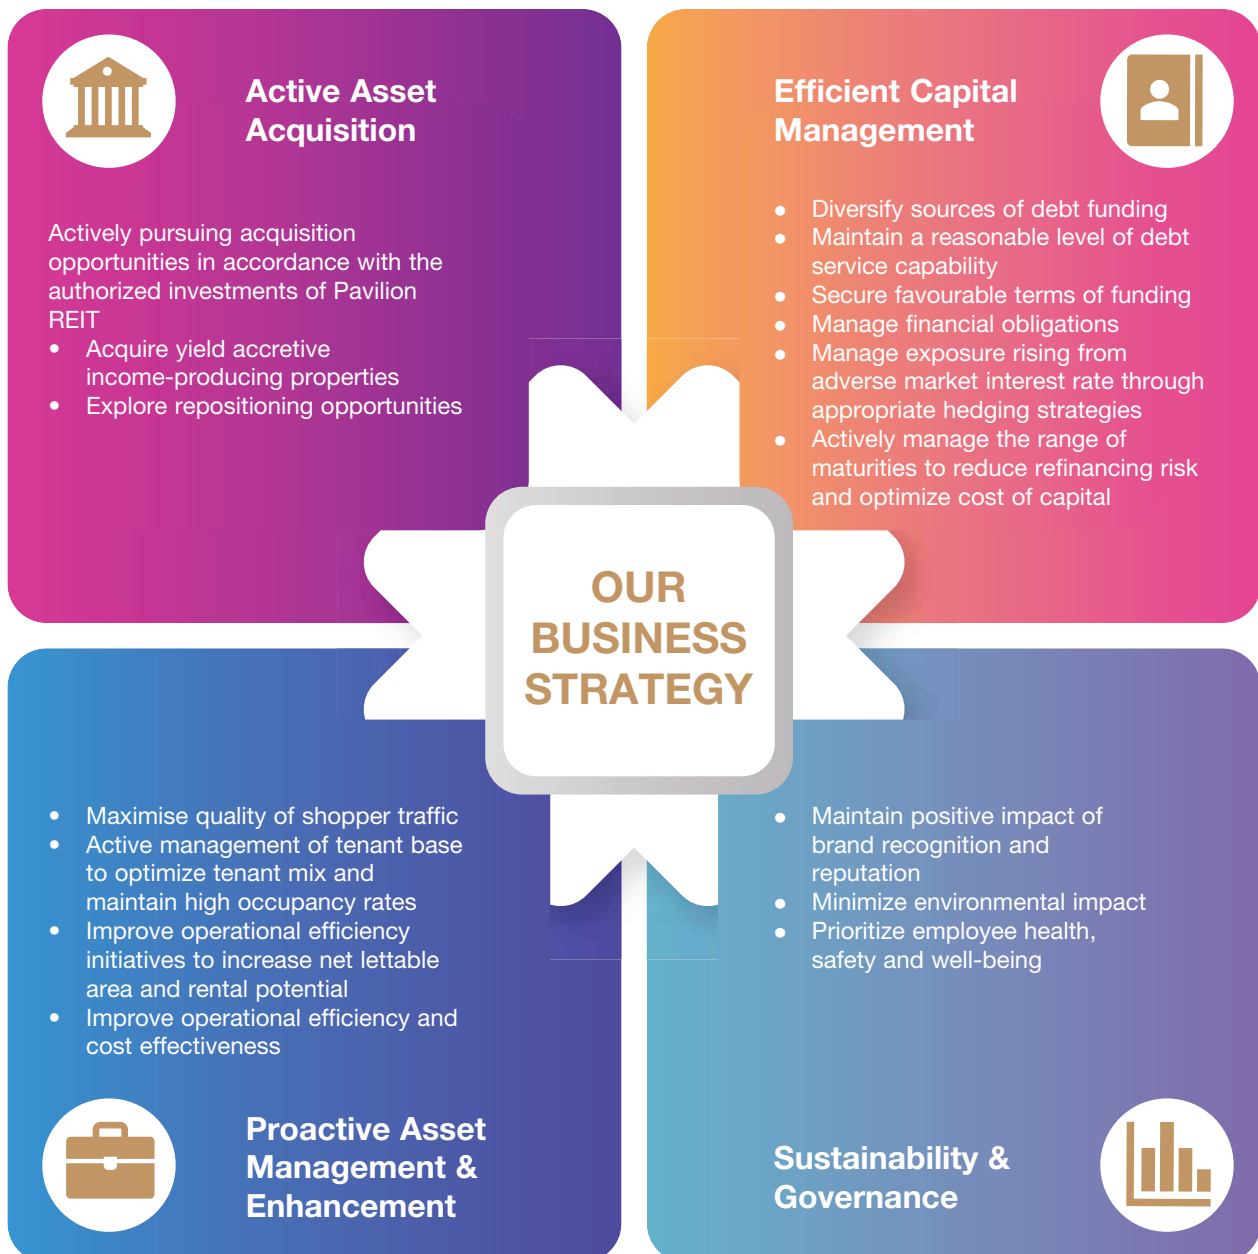 Active Asset
Acquisition
Actively pursuing acquisition
opportunities in accordance with the
authorized investments of Pavilion
REIT
• Acquire yield accretive
income-producing properties
• Explore repositioning opportunities
Efficient Capital
Management
• Diversify sources of debt funding
• Maintain a reasonable level of debt
service capability
• Secure favourable terms of funding
• Manage financial obligations
• Manage exposure rising from
adverse market interest rate through
appropriate hedging strategies
• Actively manage the range of
maturities to reduce refinancing risk
and optimize cost of capital
OUR
BUSINESS
STRATEGY
• Maximise quality of shopper traffic
• Active management of tenant base
to optimize tenant mix and
maintain high occupancy rates
• Improve operational efficiency
initiatives to increase net lettable
area and rental potential
• Improve operational efficiency and
cost effectiveness
Proactive Asset
Management &
Enhancement
• Maintain positive impact of
brand recognition and
reputation
• Minimize environmental impact
• Prioritize employee health,
safety and well-being
Sustainability &
Governance